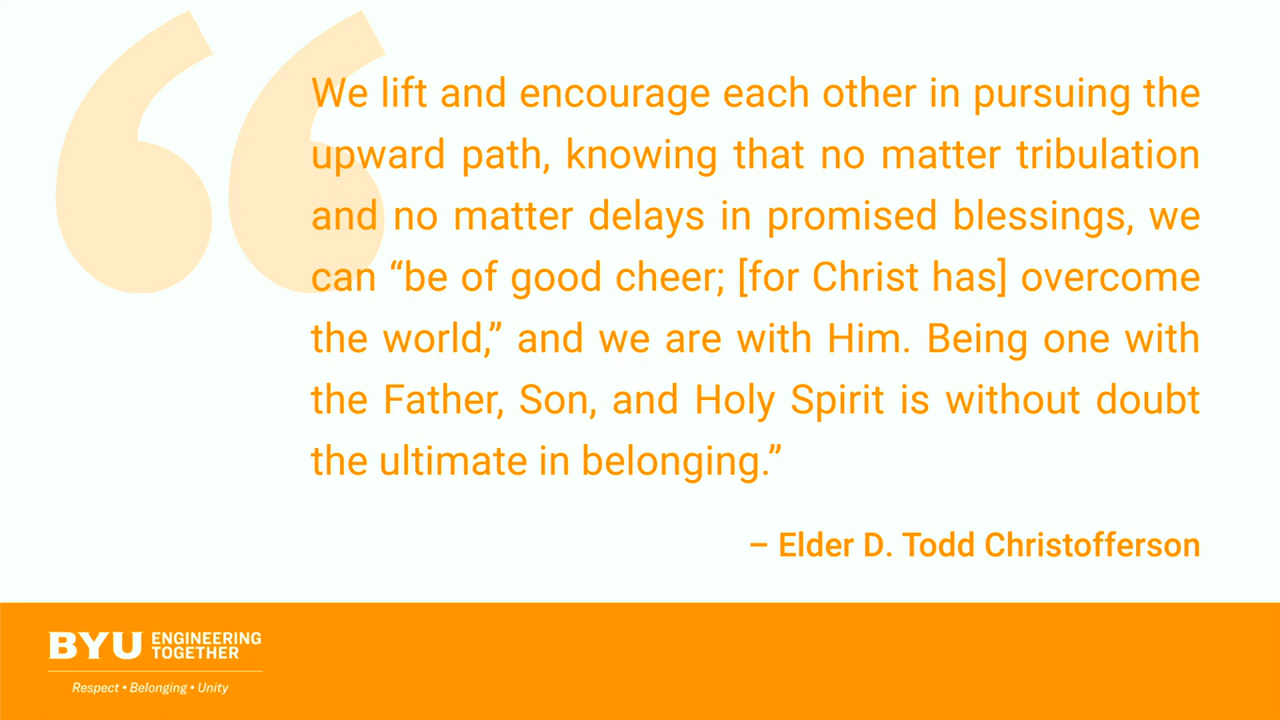 “
We lift and encourage each other in pursuing the
upward path, knowing that no matter tribulation
and no matter delays in promised blessings, we
can “be of good cheer; [for Christ has] overcome
the world,” and we are with Him. Being one with
the Father, Son, and Holy Spirit is without doubt
the ultimate in belonging.”
– Elder D. Todd Christofferson
BYU ENGINEERING
TOGETHER
Respect • Belonging • Unity